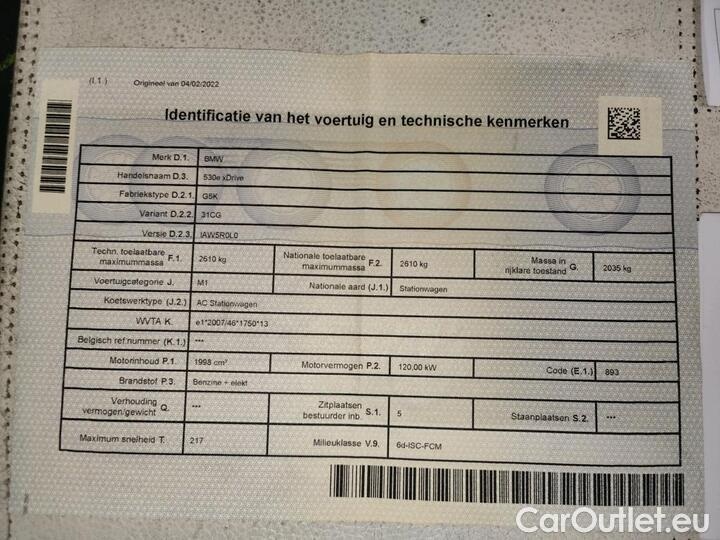 (I.1.) Origineel van 04/02/2022
Identificatie van het voertuig en technische kenmerken
Merk D.1. BMW
Handelsnaam D.3. 530e xDrive
Fabriekstype D.2.1. G5K
Variant D.2.2. 31CG
Versie D.2.3. IAW5R0L0
Techn. toelaatbare maximummassa F.1. 2610 kg Nationale toelaatbare maximummassa F.2. 2610 kg Massa in rijklare toestand G. 2035 kg
Voertuigcategorie J. M1 Nationale aard (J.1.) Stationwagen
Koetswerktype (J.2.) AC Stationwagen
WVTA K. e1*2007/46*1750*13
Belgisch ref.nummer (K.1.) ***
Motorinhoud P.1. 1998 cm³ Motorvermogen P.2. 120,00 kW Code (E.1.) 893
Brandstof P.3. Benzine + elekt
Verhouding vermogen/gewicht Q. *** Zitplaatsen bestuurder inb. S.1. 5 Staanplaatsen S.2. ***
Maximum snelheid T. 217 Milieuklasse V.9. 6d-ISC-FCM
CarOutlet.eu